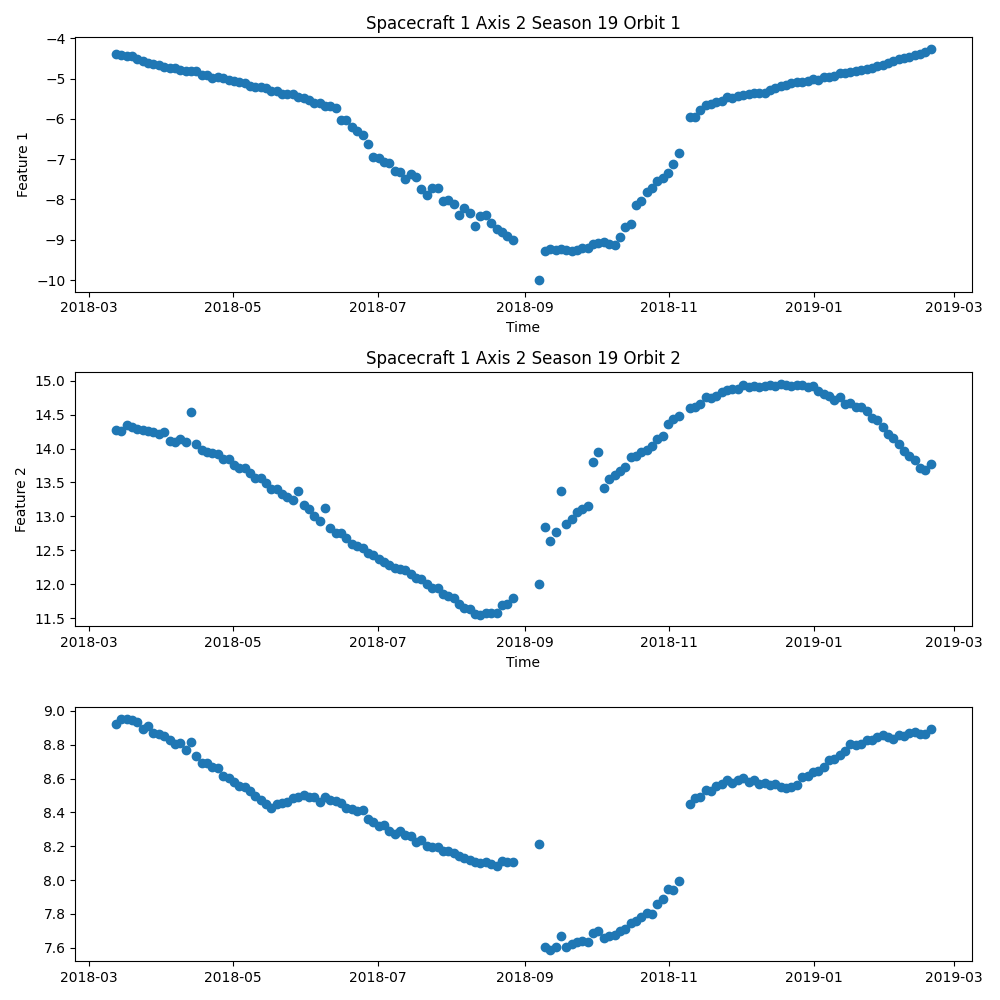 Spacecraft 1 Axis 2 Season 19 Orbit 1
−4
−5
−6
−7
−8
−9
−10
Feature 1
2018-03 2018-05 2018-07 2018-09 2018-11 2019-01 2019-03
Time
Spacecraft 1 Axis 2 Season 19 Orbit 2
15.0
14.5
14.0
13.5
13.0
12.5
12.0
11.5
Feature 2
2018-03 2018-05 2018-07 2018-09 2018-11 2019-01 2019-03
Time
9.0
8.8
8.6
8.4
8.2
8.0
7.8
7.6
2018-03 2018-05 2018-07 2018-09 2018-11 2019-01 2019-03